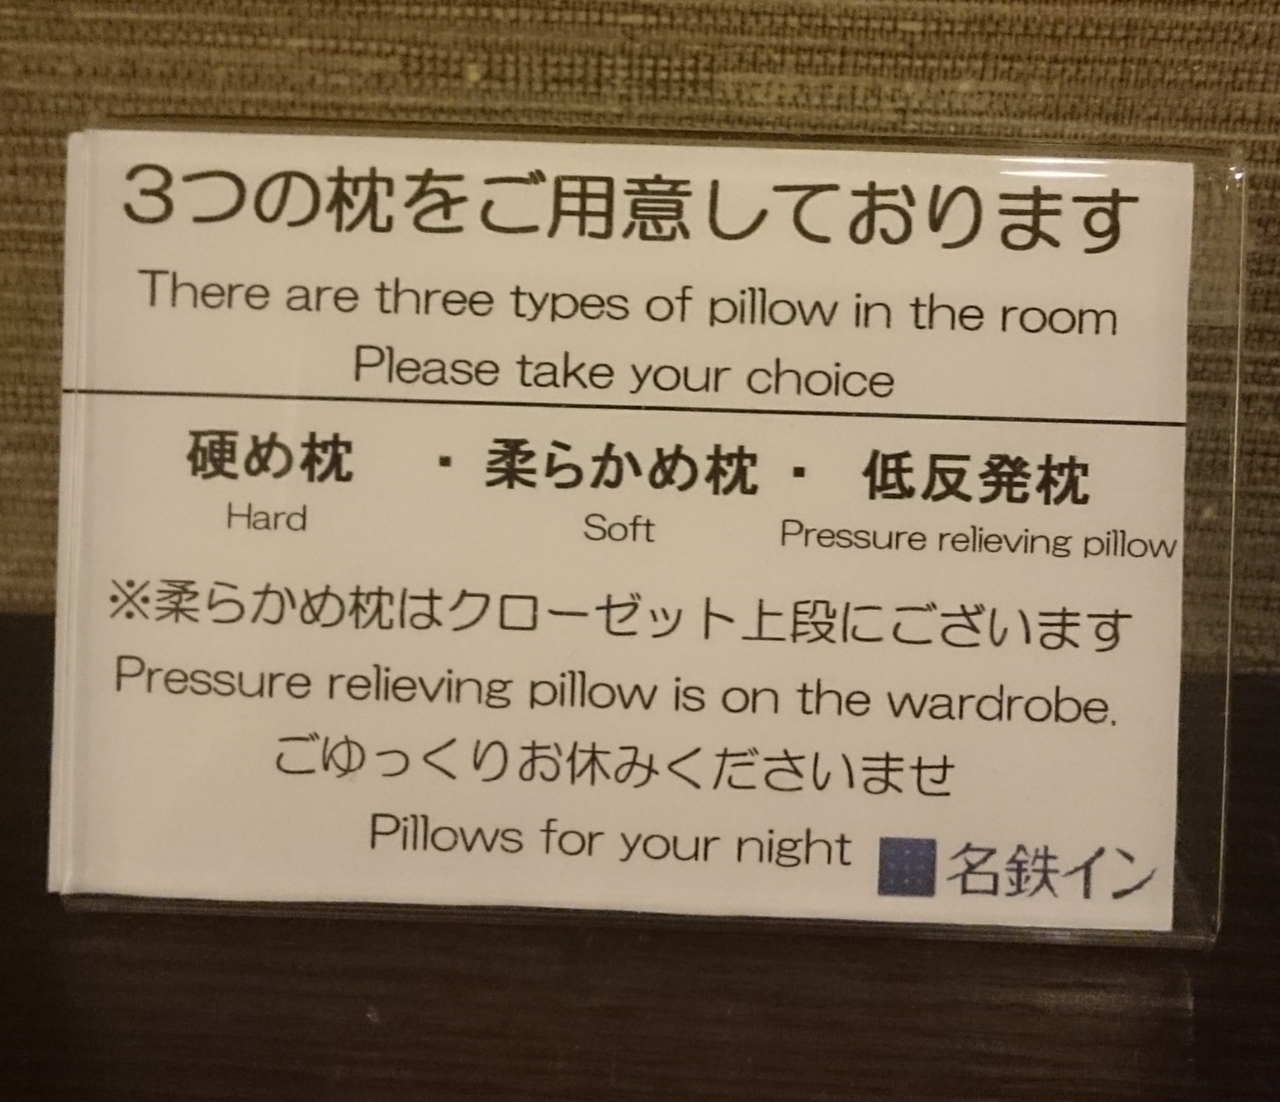 3つの枕をご用意しております
There are three types of pillow in the room
Please take your choice
硬め枕 ・ 柔らかめ枕 ・ 低反発枕
Hard Soft Pressure relieving pillow
※柔らかめ枕はクローゼット上段にございます
Pressure relieving pillow is on the wardrobe.
ごゆっくりお休みくださいませ
Pillows for your night
名鉄イン